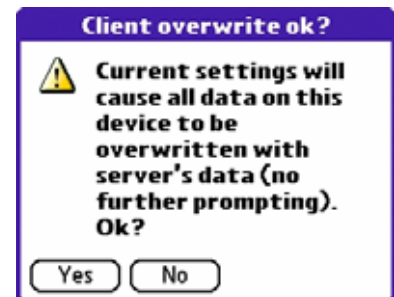 Client overwrite ok?
Current settings will
cause all data on this
device to be
overwritten with
server's data (no
further prompting).
Ok?
Yes No